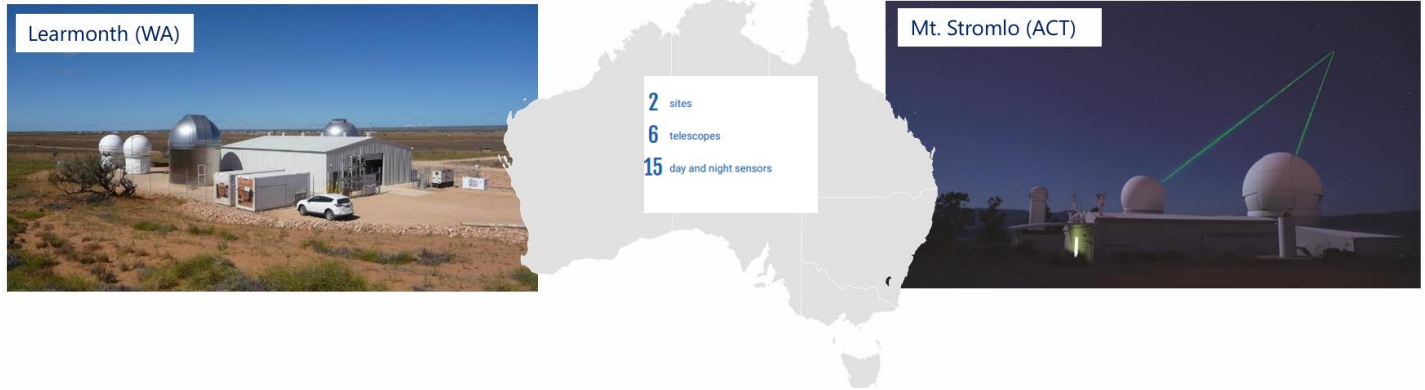 Learmonth (WA)
2 sites
6 telescopes
15 day and night sensors
Mt. Stromlo (ACT)